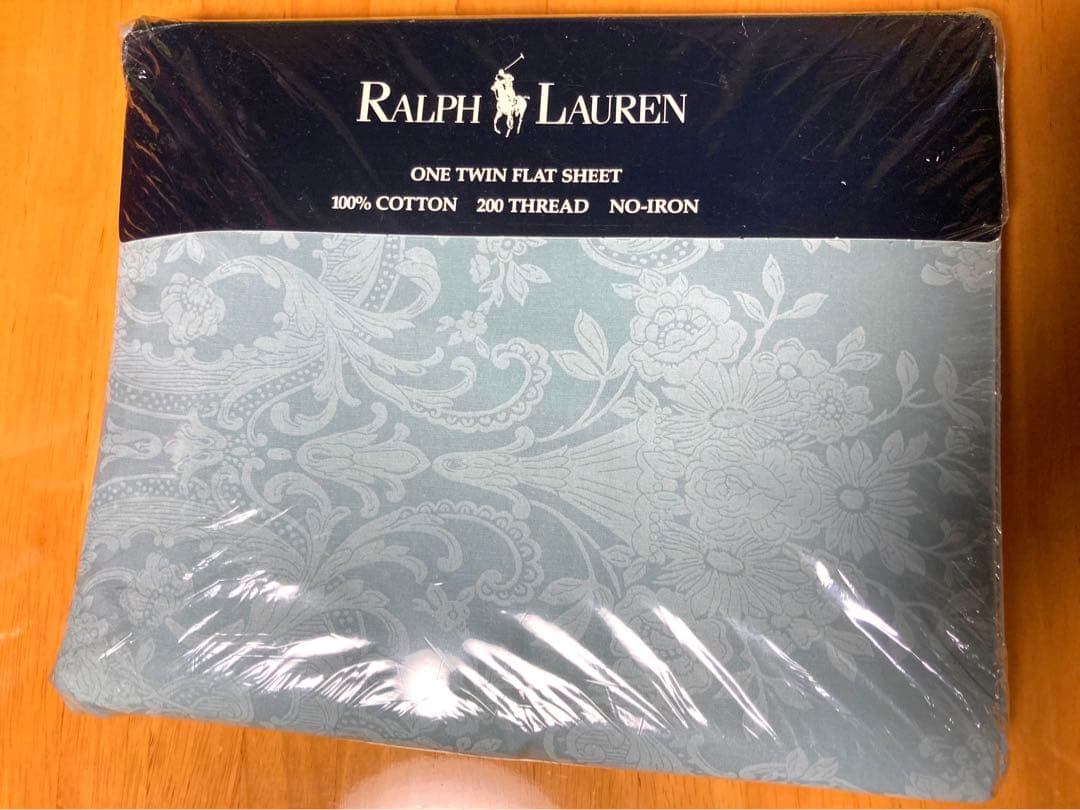 RALPH LAUREN
ONE TWIN FLAT SHEET
100% COTTON 200 THREAD NO-IRON